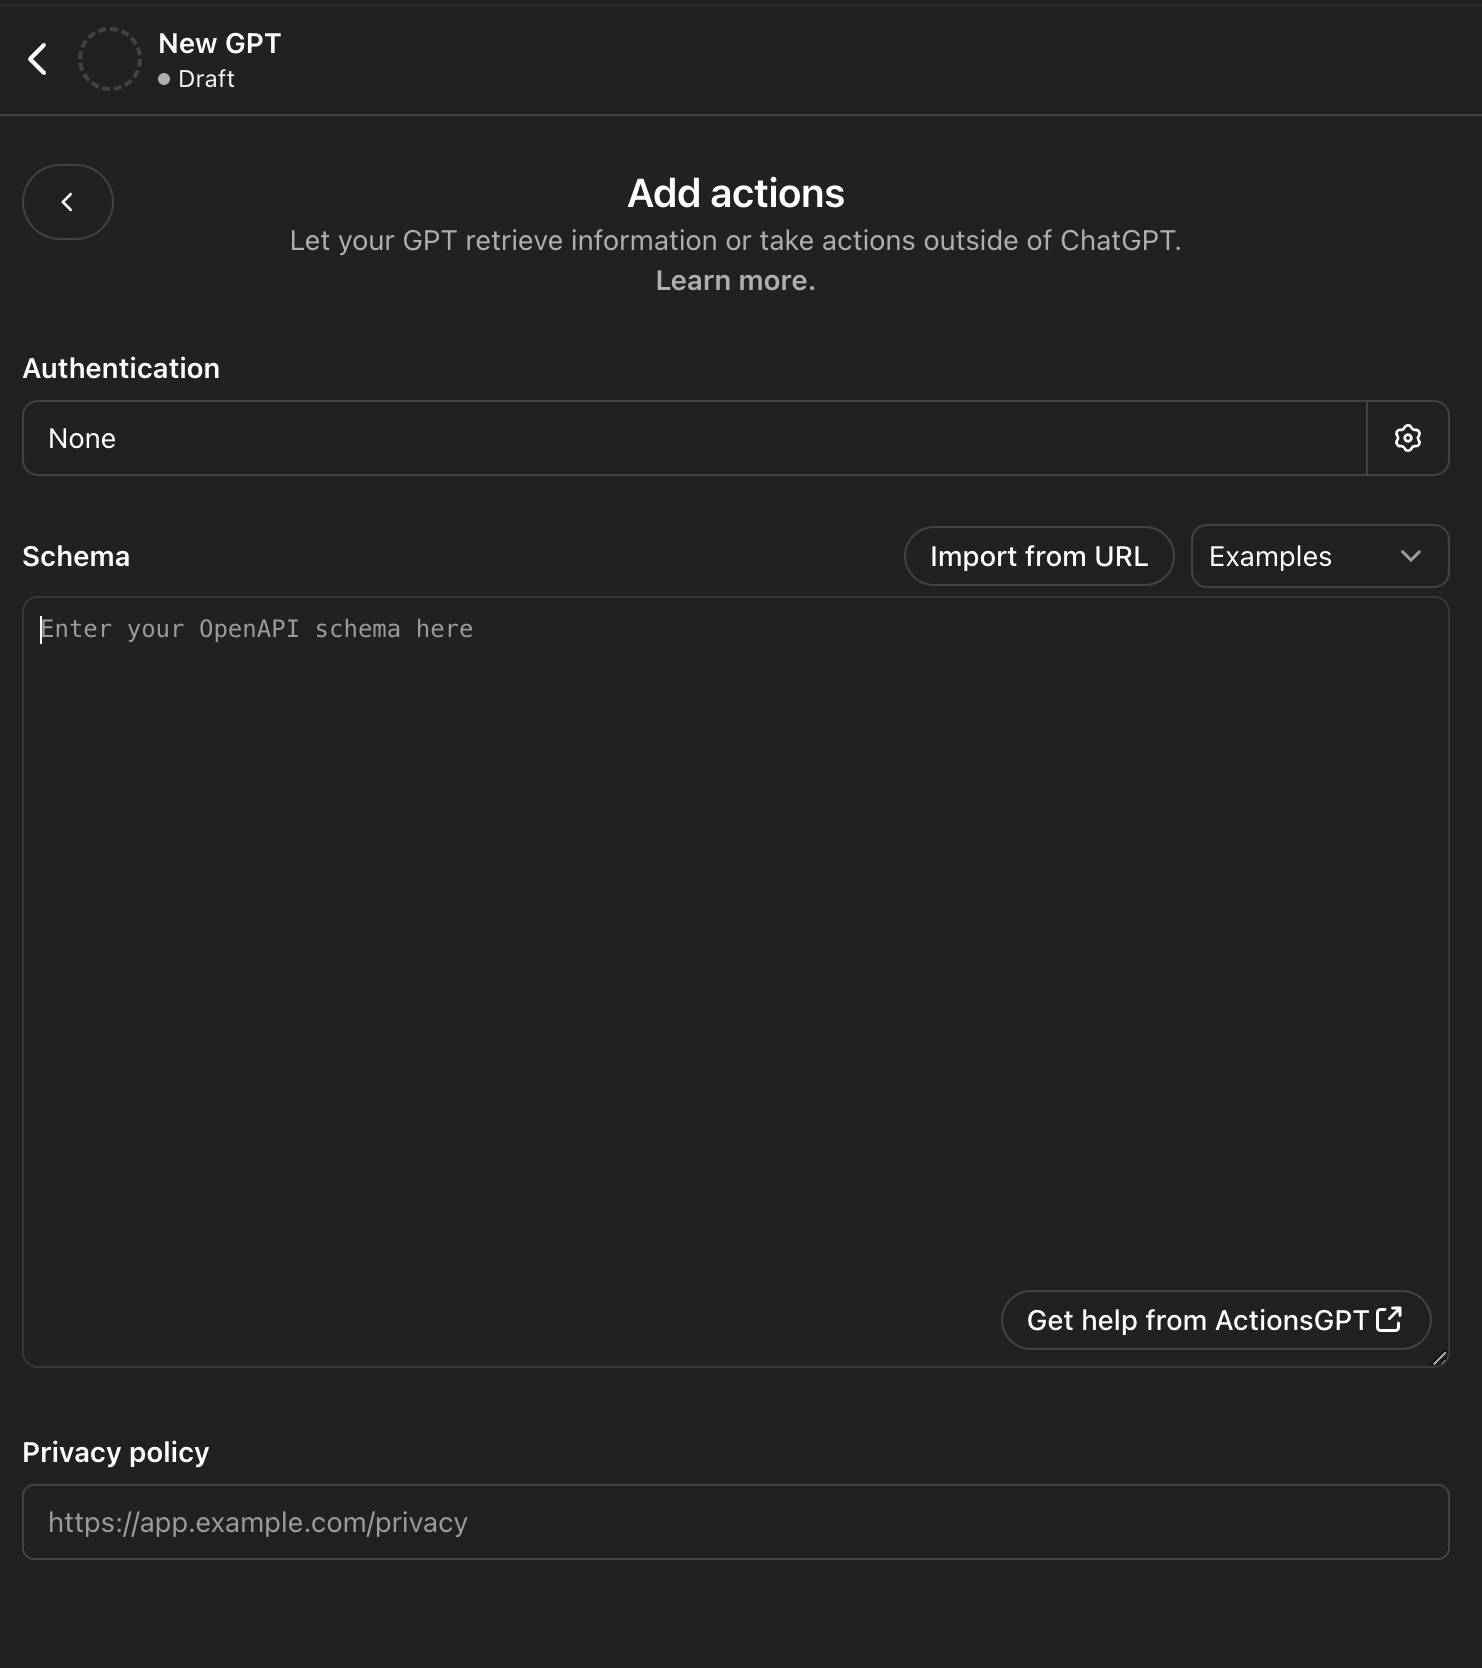 New GPT
Draft
Add actions
Let your GPT retrieve information or take actions outside of ChatGPT.
Learn more.
Authentication
None
Schema
Import from URL
Examples
Enter your OpenAPI schema here
Get help from ActionsGPT
Privacy policy
https://app.example.com/privacy